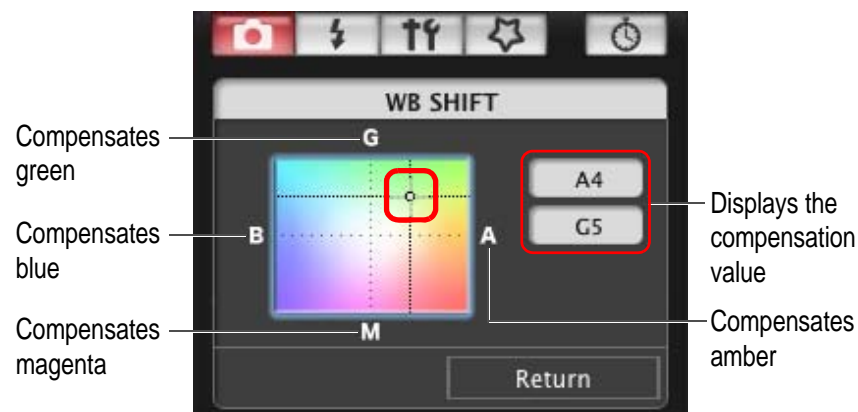 WB SHIFT
Compensates
green
G
A4
G5
Displays the
compensation
value
Compensates
blue
B
A
Compensates
magenta
M
Compensates
amber
Return